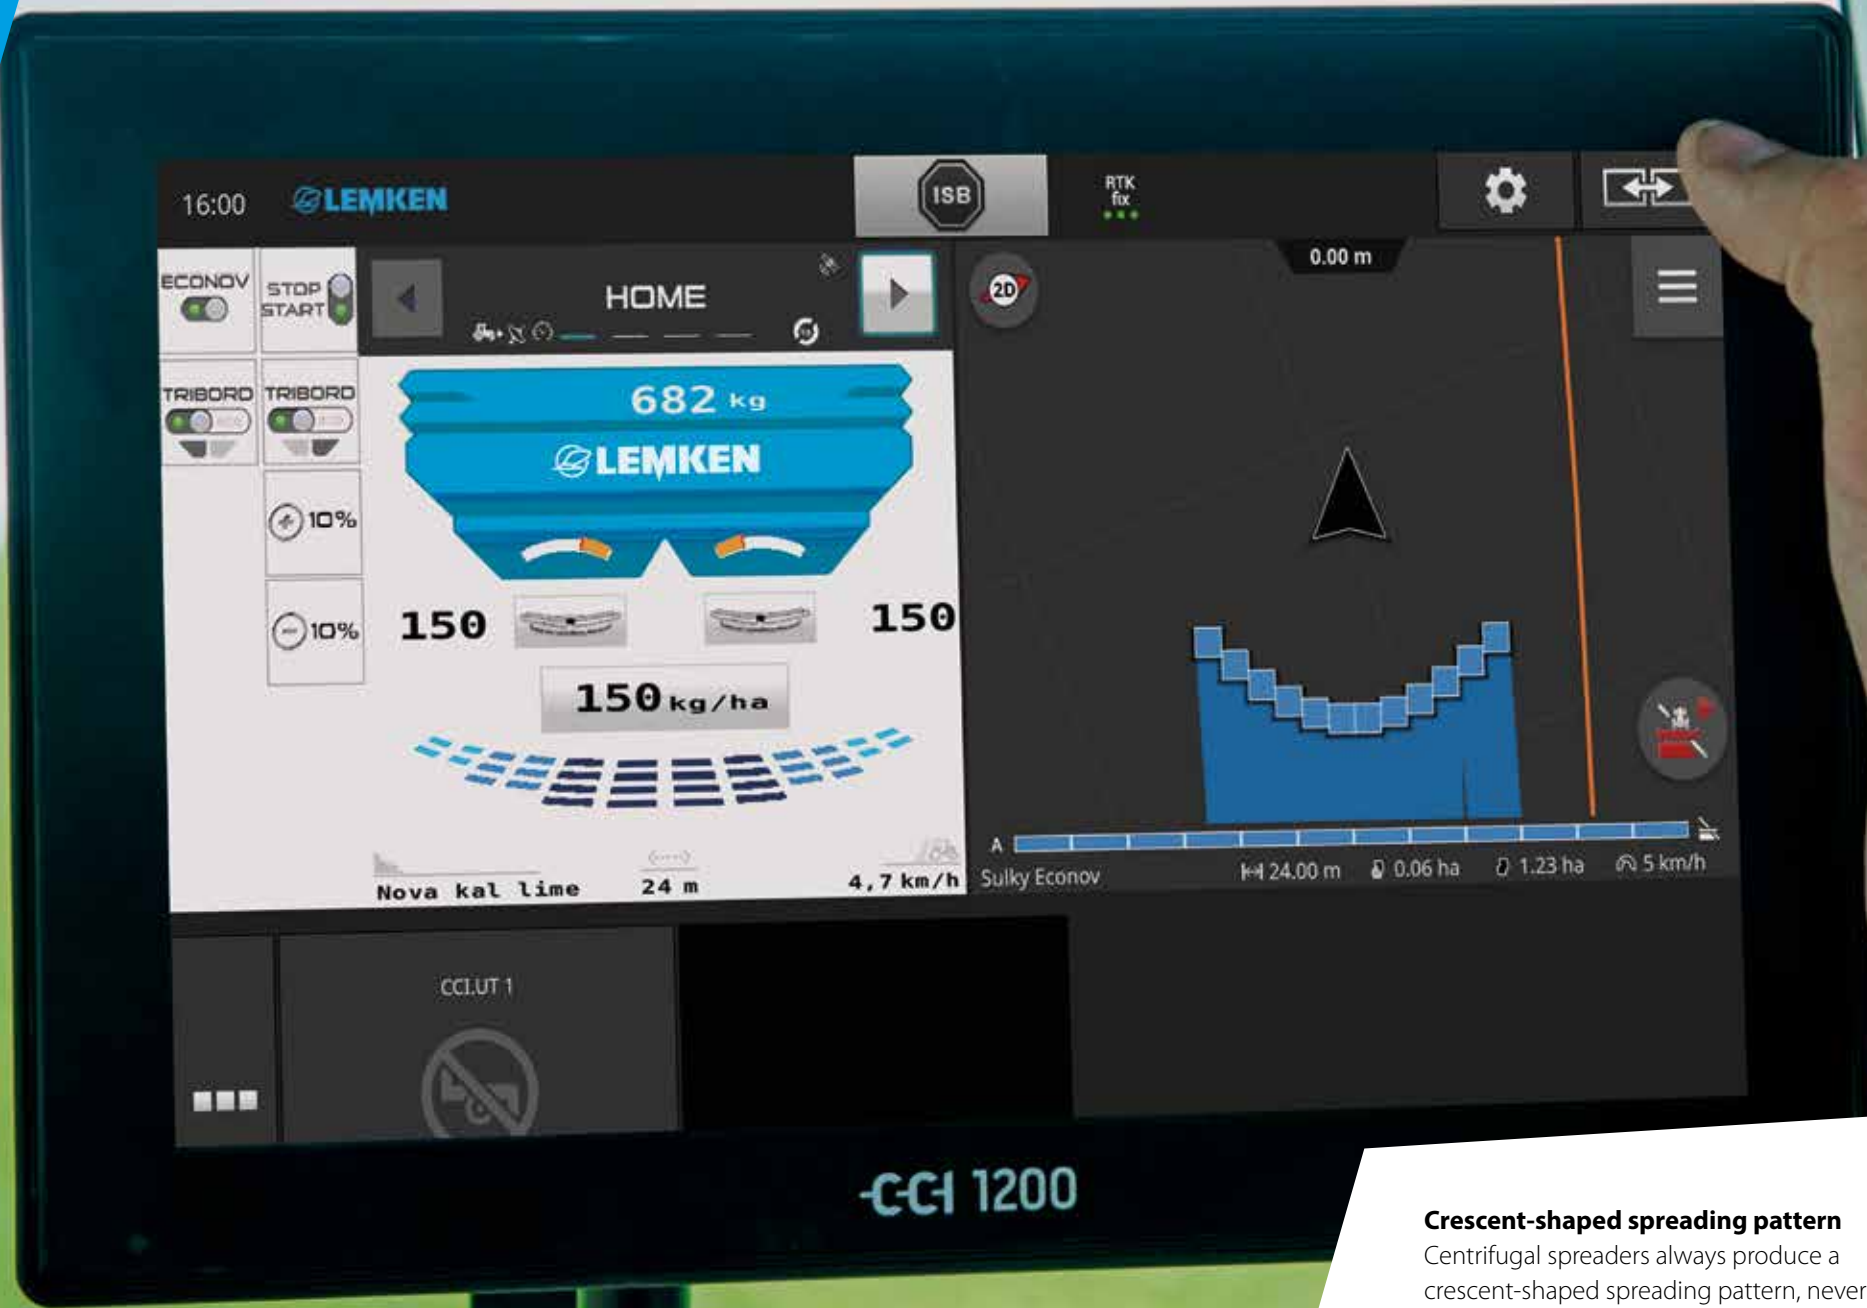 16:00 LEMKEN ISB RTK
fix
ECONOV
STOP
START
HOME
2D
0.00 m
TRIBORD
TRIBORD
682 kg
LEMKEN
10%
10%
150
150
150 kg/ha
Nova kal lime 24 m 4,7 km/h
A
Sulky Econov 24.00 m 0.06 ha 1.23 ha 5 km/h
CCI.UT 1
CCI 1200
Crescent-shaped spreading pattern
Centrifugal spreaders always produce a
crescent-shaped spreading pattern, never